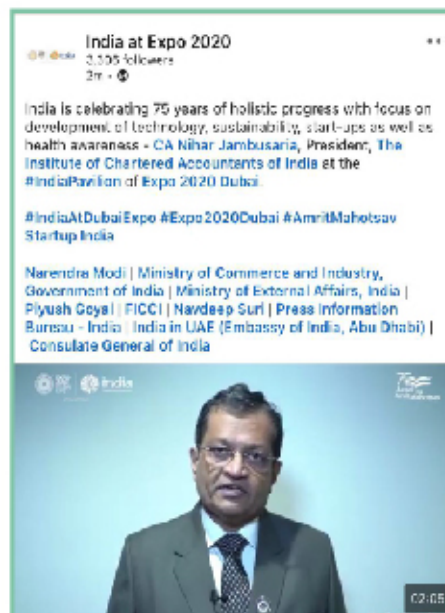 India at Expo 2020
3,306 followers
2m •
India is celebrating 75 years of holistic progress with focus on
development of technology, sustainability, start-ups as well as
health awareness - CA Nihar Jambusaria, President, The
Institute of Chartered Accountants of India at the
#IndiaPavilion of Expo 2020 Dubai.
#IndiaAtDubaiExpo #Expo2020Dubai #AmritMahotsav
Startup India
Narendra Modi | Ministry of Commerce and Industry,
Government of India | Ministry of External Affairs, India |
Piyush Goyal | FICCI | Navdeep Suri | Press Information
Bureau - India | India in UAE (Embassy of India, Abu Dhabi) |
Consulate General of India
india
02:05